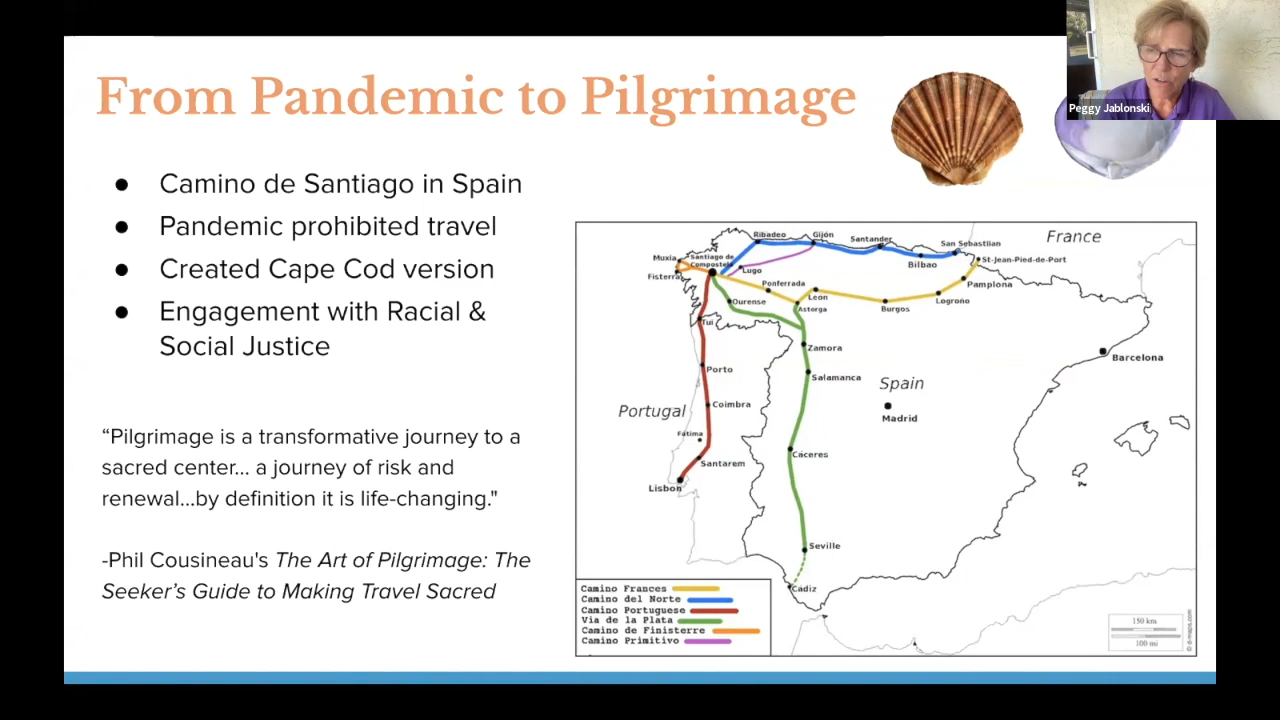 From Pandemic to Pilgrimage
Peggy Jablonski
● Camino de Santiago in Spain
● Pandemic prohibited travel
● Created Cape Cod version
● Engagement with Racial &
Social Justice
“Pilgrimage is a transformative journey to a
sacred center... a journey of risk and
renewal...by definition it is life-changing."
-Phil Cousineau's The Art of Pilgrimage: The
Seeker’s Guide to Making Travel Sacred
Ribadeo
Gijón
Santander
San Sebastian
France
Muxia
Santiago de
Compostela
Bilbao
St-Jean-Pied-de-Port
Fisterra
Lugo
Ponferrada
Pamplona
Ourense
Leon
Logroño
Astorga
Burgos
Tui
Zamora
Barcelona
Porto
Salamanca
Spain
Portugal
Coimbra
Madrid
Fátima
Santarem
Caceres
Lisbon
Seville
Cadiz
Camino Frances
Camino del Norte
Camino Portuguese
Via de la Plata
Camino de Finisterre
Camino Primitivo
150 km
100 mi
© d-maps.com